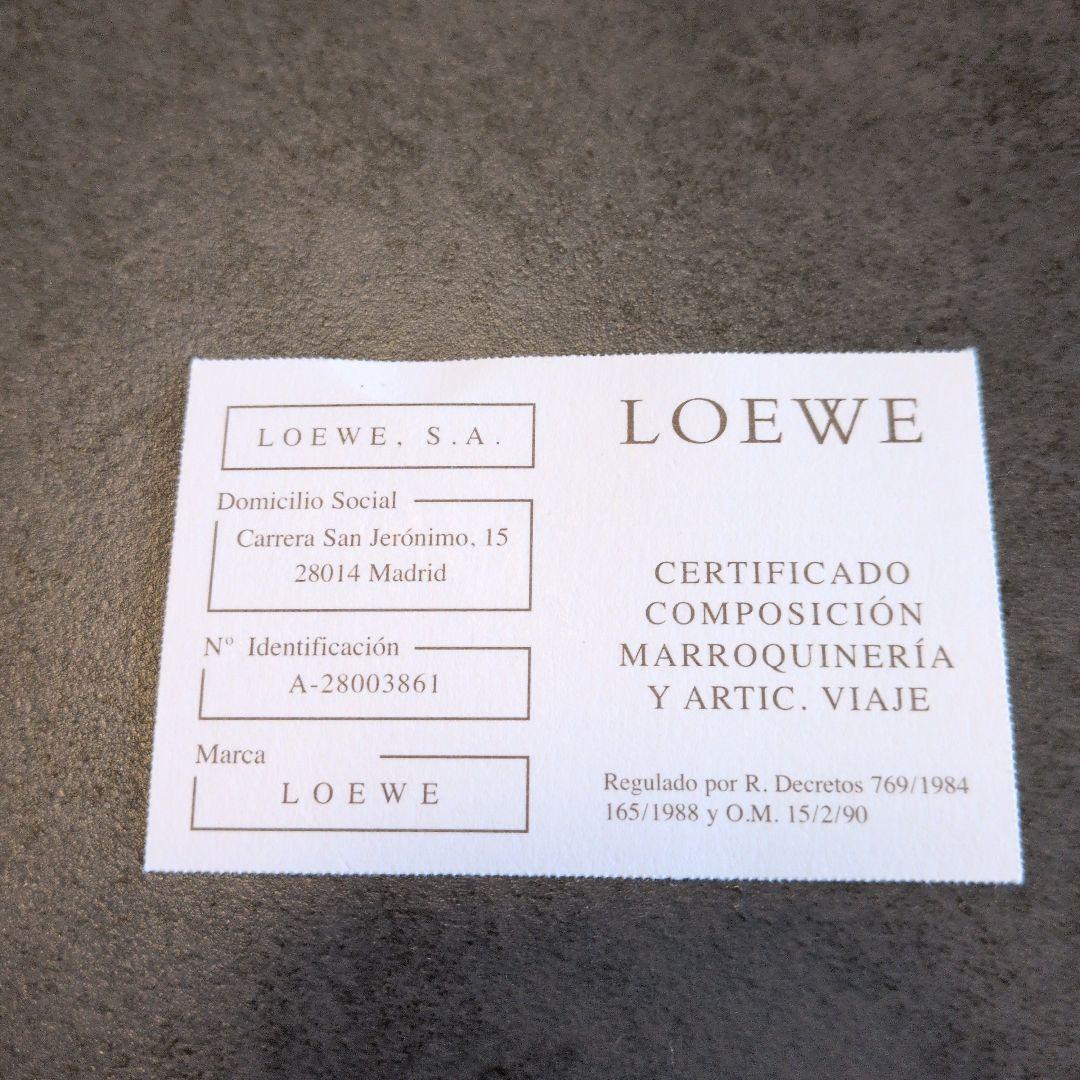 LOEWE, S.A.
Domicilio Social
Carrera San Jerónimo, 15
28014 Madrid
Nº Identificación
A-28003861
Marca
LOEWE
LOEWE
CERTIFICADO
COMPOSICIÓN
MARROQUINERÍA
Y ARTIC. VIAJE
Regulado por R. Decretos 769/1984
165/1988 y O.M. 15/2/90